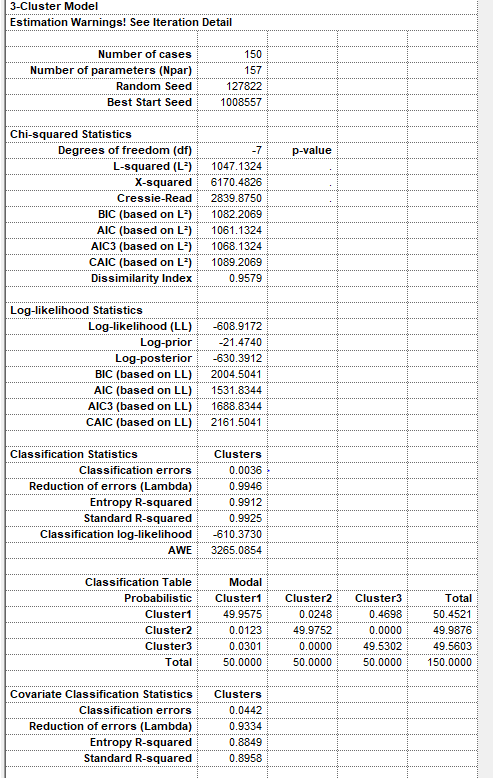 3-Cluster Model
Estimation Warnings! See Iteration Detail
Number of cases 150
Number of parameters (Npar) 157
Random Seed 127822
Best Start Seed 1008557
Chi-squared Statistics
Degrees of freedom (df) -7 p-value
L-squared (L²) 1047.1324
X-squared 6170.4826
Cressie-Read 2839.8750 .
BIC (based on L²) 1082.2069
AIC (based on L²) 1061.1324
AIC3 (based on L²) 1068.1324
CAIC (based on L²) 1089.2069
Dissimilarity Index 0.9579
Log-likelihood Statistics
Log-likelihood (LL) -608.9172
Log-prior -21.4740
Log-posterior -630.3912
BIC (based on LL) 2004.5041
AIC (based on LL) 1531.8344
AIC3 (based on LL) 1688.8344
CAIC (based on LL) 2161.5041
Classification Statistics Clusters
Classification errors 0.0036
Reduction of errors (Lambda) 0.9946
Entropy R-squared 0.9912
Standard R-squared 0.9925
Classification log-likelihood -610.3730
AWE 3265.0854
Classification Table Modal
Probabilistic Cluster1 Cluster2 Cluster3 Total
Cluster1 49.9575 0.0248 0.4698 50.4521
Cluster2 0.0123 49.9752 0.0000 49.9876
Cluster3 0.0301 0.0000 49.5302 49.5603
Total 50.0000 50.0000 50.0000 150.0000
Covariate Classification Statistics Clusters
Classification errors 0.0442
Reduction of errors (Lambda) 0.9334
Entropy R-squared 0.8849
Standard R-squared 0.8958